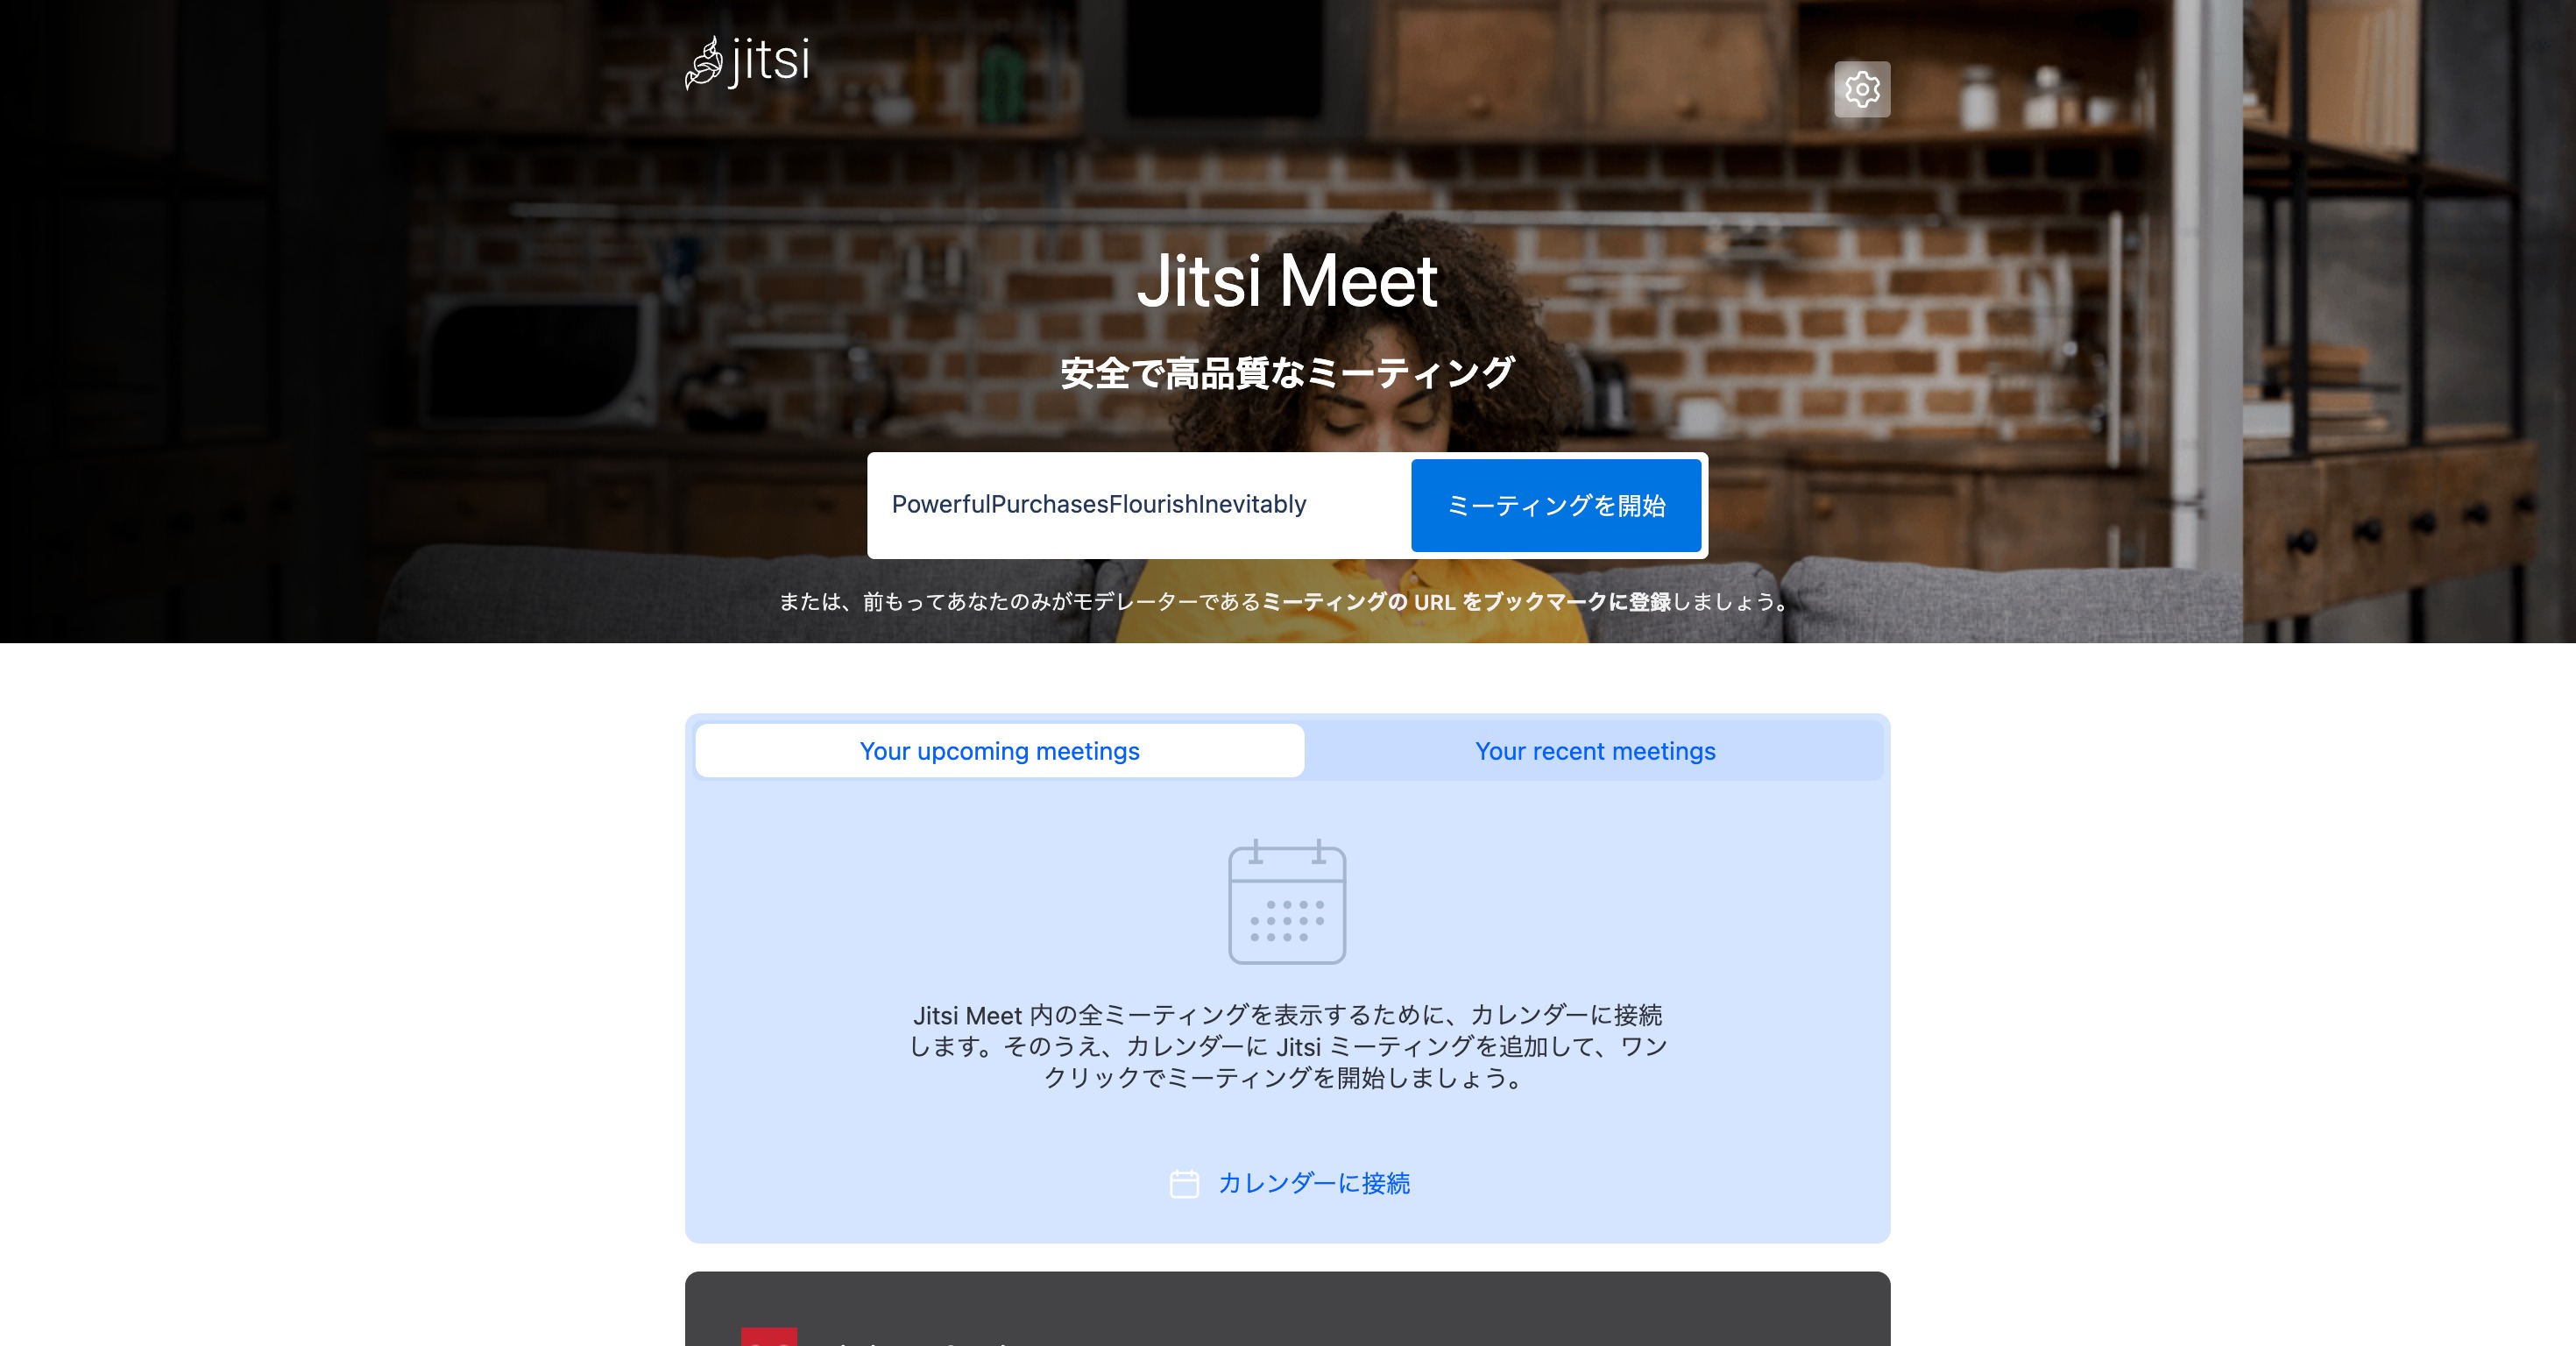 jitsi
Jitsi Meet
安全で高品質なミーティング
PowerfulPurchasesFlourishInevitably
ミーティングを開始
または、前もってあなたのみがモデレーターであるミーティングの URL をブックマークに登録しましょう。
Your upcoming meetings
Your recent meetings
Jitsi Meet 内の全ミーティングを表示するために、カレンダーに接続
します。そのうえ、カレンダーに Jitsi ミーティングを追加して、ワン
クリックでミーティングを開始しましょう。
カレンダーに接続